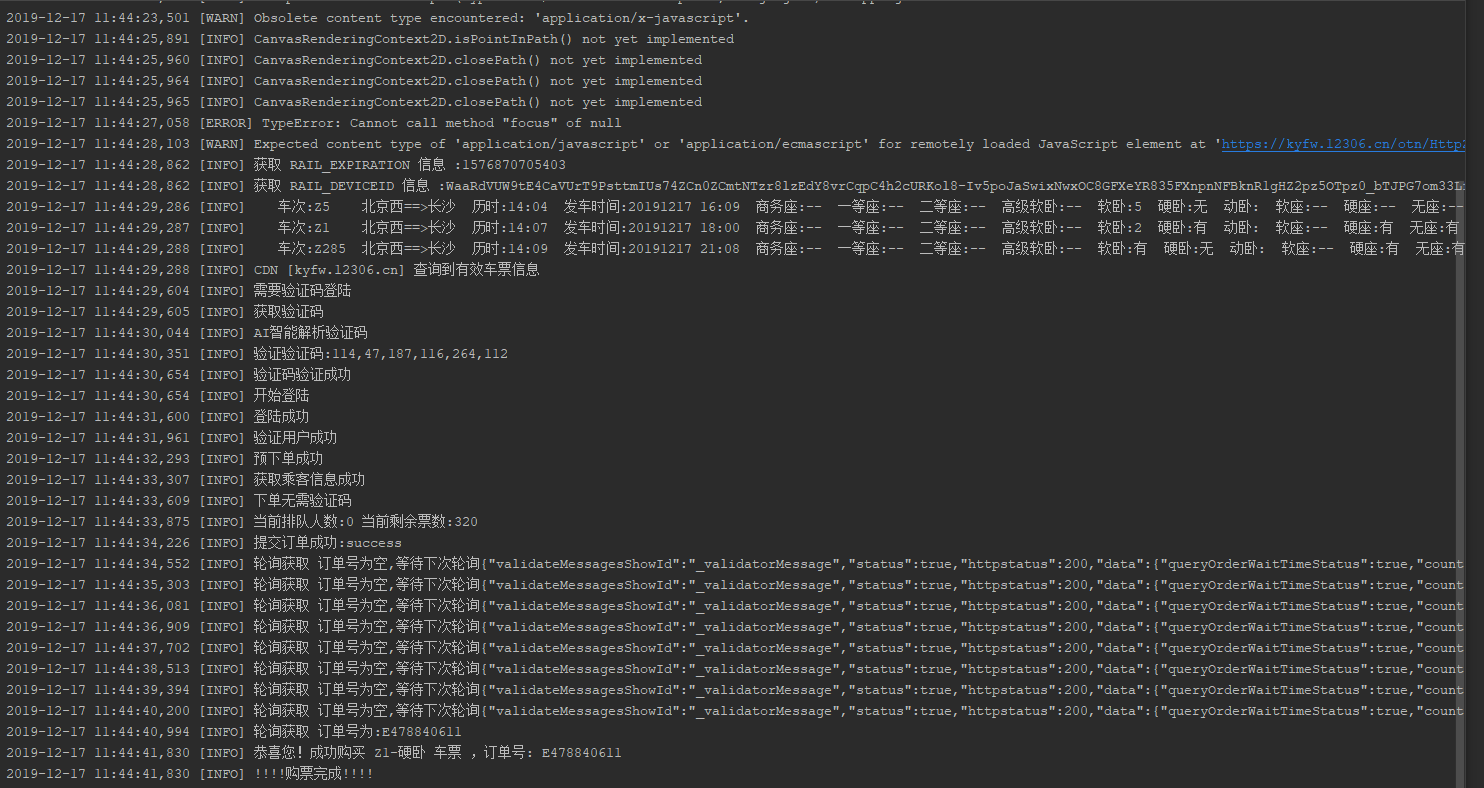 2019-12-17 11:44:23,501 [WARN] Obsolete content type encountered: 'application/x-javascript'.
2019-12-17 11:44:25,891 [INFO] CanvasRenderingContext2D.isPointInPath() not yet implemented
2019-12-17 11:44:25,960 [INFO] CanvasRenderingContext2D.closePath() not yet implemented
2019-12-17 11:44:25,964 [INFO] CanvasRenderingContext2D.closePath() not yet implemented
2019-12-17 11:44:25,965 [INFO] CanvasRenderingContext2D.closePath() not yet implemented
2019-12-17 11:44:27,058 [ERROR] TypeError: Cannot call method "focus" of null
2019-12-17 11:44:28,103 [WARN] Expected content type of 'application/javascript' or 'application/ecmascript' for remotely loaded JavaScript element at 'https://kyfw.12306.cn/otn/Http
2019-12-17 11:44:28,862 [INFO] 获取 RAIL_EXPIRATION 信息 :1576870705403
2019-12-17 11:44:28,862 [INFO] 获取 RAIL_DEVICEID 信息 :WaaRdVUW9tE4CaVUrT9PsttmIUs74ZCn0ZCmtNTzr8lzEdY8vrCqpC4h2cURKol8-Iv5poJaSwixNwxOC8GFXeYR835FXnpnNFBknRlgHZ2pz5OTpz0_bTJPG7om33L
2019-12-17 11:44:29,286 [INFO] 车次:Z5 北京西==>长沙 历时:14:04 发车时间:20191217 16:09 商务座:-- 一等座:-- 二等座:-- 高级软卧:-- 软卧:5 硬卧:无 动卧: 软座:-- 硬座:-- 无座:--
2019-12-17 11:44:29,287 [INFO] 车次:Z1 北京西==>长沙 历时:14:07 发车时间:20191217 18:00 商务座:-- 一等座:-- 二等座:-- 高级软卧:-- 软卧:2 硬卧:有 动卧: 软座:-- 硬座:有 无座:有
2019-12-17 11:44:29,288 [INFO] 车次:Z285 北京西==>长沙 历时:14:09 发车时间:20191217 21:08 商务座:-- 一等座:-- 二等座:-- 高级软卧:-- 软卧:有 硬卧:无 动卧: 软座:-- 硬座:有 无座:有
2019-12-17 11:44:29,288 [INFO] CDN [kyfw.12306.cn] 查询到有效车票信息
2019-12-17 11:44:29,604 [INFO] 需要验证码登陆
2019-12-17 11:44:29,605 [INFO] 获取验证码
2019-12-17 11:44:30,044 [INFO] AI智能解析验证码
2019-12-17 11:44:30,351 [INFO] 验证验证码:114,47,187,116,264,112
2019-12-17 11:44:30,654 [INFO] 验证码验证成功
2019-12-17 11:44:30,654 [INFO] 开始登陆
2019-12-17 11:44:31,600 [INFO] 登陆成功
2019-12-17 11:44:31,961 [INFO] 验证用户成功
2019-12-17 11:44:32,293 [INFO] 预下单成功
2019-12-17 11:44:33,307 [INFO] 获取乘客信息成功
2019-12-17 11:44:33,609 [INFO] 下单无需验证码
2019-12-17 11:44:33,875 [INFO] 当前排队人数:0 当前剩余票数:320
2019-12-17 11:44:34,226 [INFO] 提交订单成功:success
2019-12-17 11:44:34,552 [INFO] 轮询获取 订单号为空,等待下次轮询{"validateMessagesShowId":"_validatorMessage","status":true,"httpstatus":200,"data":{"queryOrderWaitTimeStatus":true,"count
2019-12-17 11:44:35,303 [INFO] 轮询获取 订单号为空,等待下次轮询{"validateMessagesShowId":"_validatorMessage","status":true,"httpstatus":200,"data":{"queryOrderWaitTimeStatus":true,"count
2019-12-17 11:44:36,081 [INFO] 轮询获取 订单号为空,等待下次轮询{"validateMessagesShowId":"_validatorMessage","status":true,"httpstatus":200,"data":{"queryOrderWaitTimeStatus":true,"count
2019-12-17 11:44:36,909 [INFO] 轮询获取 订单号为空,等待下次轮询{"validateMessagesShowId":"_validatorMessage","status":true,"httpstatus":200,"data":{"queryOrderWaitTimeStatus":true,"count
2019-12-17 11:44:37,702 [INFO] 轮询获取 订单号为空,等待下次轮询{"validateMessagesShowId":"_validatorMessage","status":true,"httpstatus":200,"data":{"queryOrderWaitTimeStatus":true,"count
2019-12-17 11:44:38,513 [INFO] 轮询获取 订单号为空,等待下次轮询{"validateMessagesShowId":"_validatorMessage","status":true,"httpstatus":200,"data":{"queryOrderWaitTimeStatus":true,"count
2019-12-17 11:44:39,394 [INFO] 轮询获取 订单号为空,等待下次轮询{"validateMessagesShowId":"_validatorMessage","status":true,"httpstatus":200,"data":{"queryOrderWaitTimeStatus":true,"count
2019-12-17 11:44:40,200 [INFO] 轮询获取 订单号为空,等待下次轮询{"validateMessagesShowId":"_validatorMessage","status":true,"httpstatus":200,"data":{"queryOrderWaitTimeStatus":true,"count
2019-12-17 11:44:40,994 [INFO] 轮询获取 订单号为:E478840611
2019-12-17 11:44:41,830 [INFO] 恭喜您！成功购买 Z1-硬卧 车票 ，订单号: E478840611
2019-12-17 11:44:41,830 [INFO] !!!!购票完成!!!!